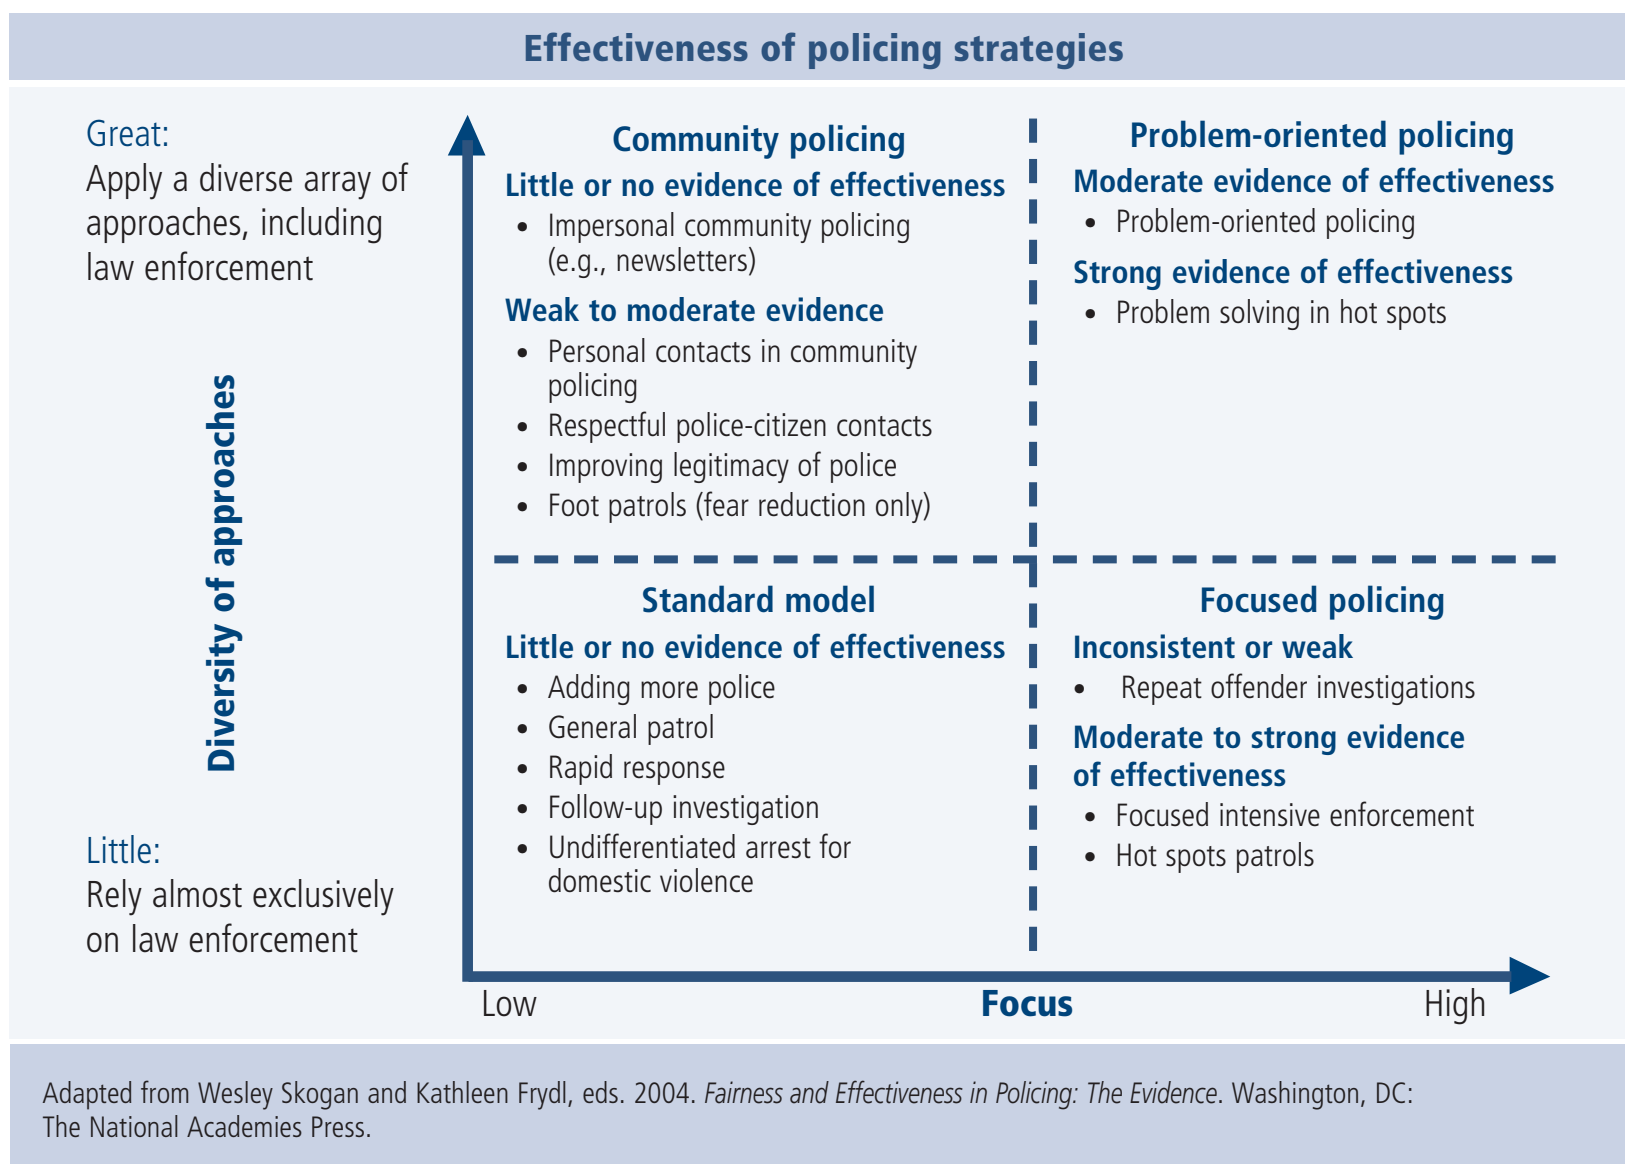 Effectiveness of policing strategies
Great:
Apply a diverse array of
approaches, including
law enforcement
Diversity of approaches
Little:
Rely almost exclusively
on law enforcement
Community policing
Little or no evidence of effectiveness
• Impersonal community policing
(e.g., newsletters)
Weak to moderate evidence
• Personal contacts in community
policing
• Respectful police-citizen contacts
• Improving legitimacy of police
• Foot patrols (fear reduction only)
Problem-oriented policing
Moderate evidence of effectiveness
• Problem-oriented policing
Strong evidence of effectiveness
• Problem solving in hot spots
Standard model
Little or no evidence of effectiveness
• Adding more police
• General patrol
• Rapid response
• Follow-up investigation
• Undifferentiated arrest for
domestic violence
Focused policing
Inconsistent or weak
• Repeat offender investigations
Moderate to strong evidence
of effectiveness
• Focused intensive enforcement
• Hot spots patrols
Low
Focus
High
Adapted from Wesley Skogan and Kathleen Frydl, eds. 2004. Fairness and Effectiveness in Policing: The Evidence. Washington, DC:
The National Academies Press.